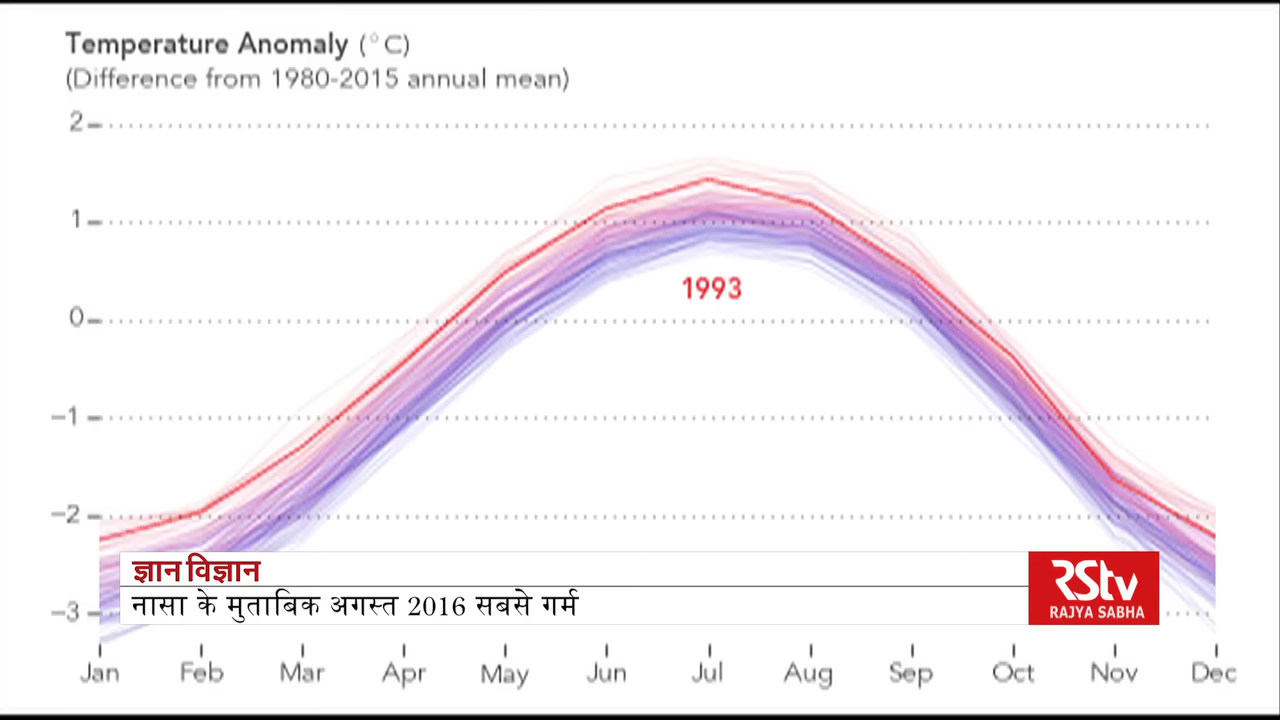 Temperature Anomaly (°C)
(Difference from 1980-2015 annual mean)
2
1
0
−1
−2
−3
1993
ज्ञान विज्ञान
नासा के मुताबिक अगस्त 2016 सबसे गर्म
RStv
RAJYA SABHA
Jan Feb Mar Apr May Jun Jul Aug Sep Oct Nov Dec